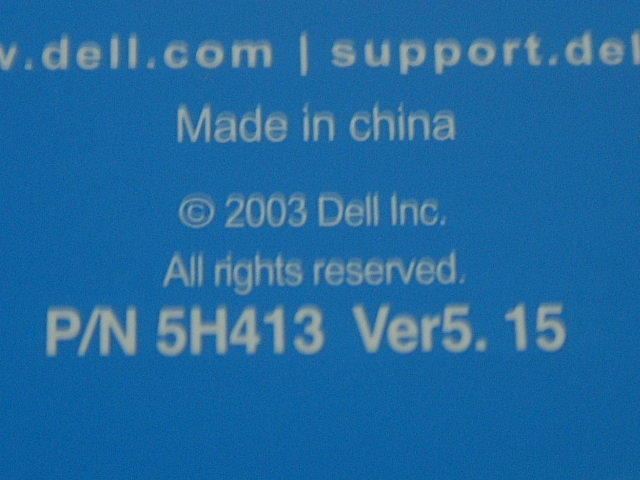 .dell.com | support.del
Made in china
© 2003 Dell Inc.
All rights reserved.
P/N 5H413 Ver5. 15